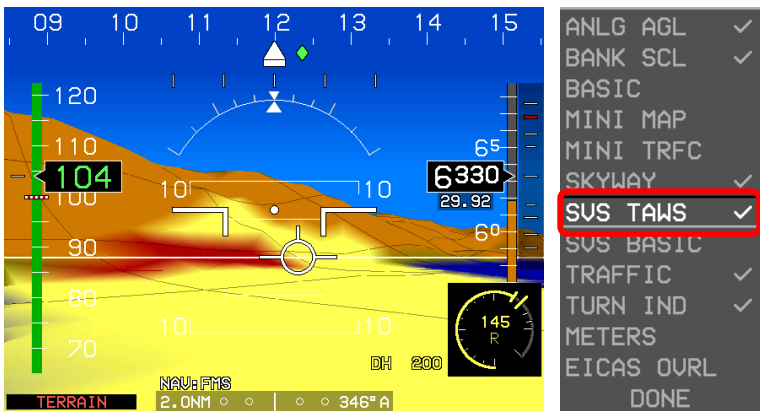 09 10 11 12 13 14 15
120
110
104
100
90
80
70
65
6330
29.92
60
10 10
10 10
145
R
DH 200
NAV:FMS
TERRAIN
2.0NM 346° A
ANLG AGL ✓
BANK SCL ✓
BASIC
MINI MAP
MINI TRFC
SKYWAY ✓
SVS TAWS ✓
SVS BASIC
TRAFFIC ✓
TURN IND ✓
METERS
EICAS OVRL
DONE